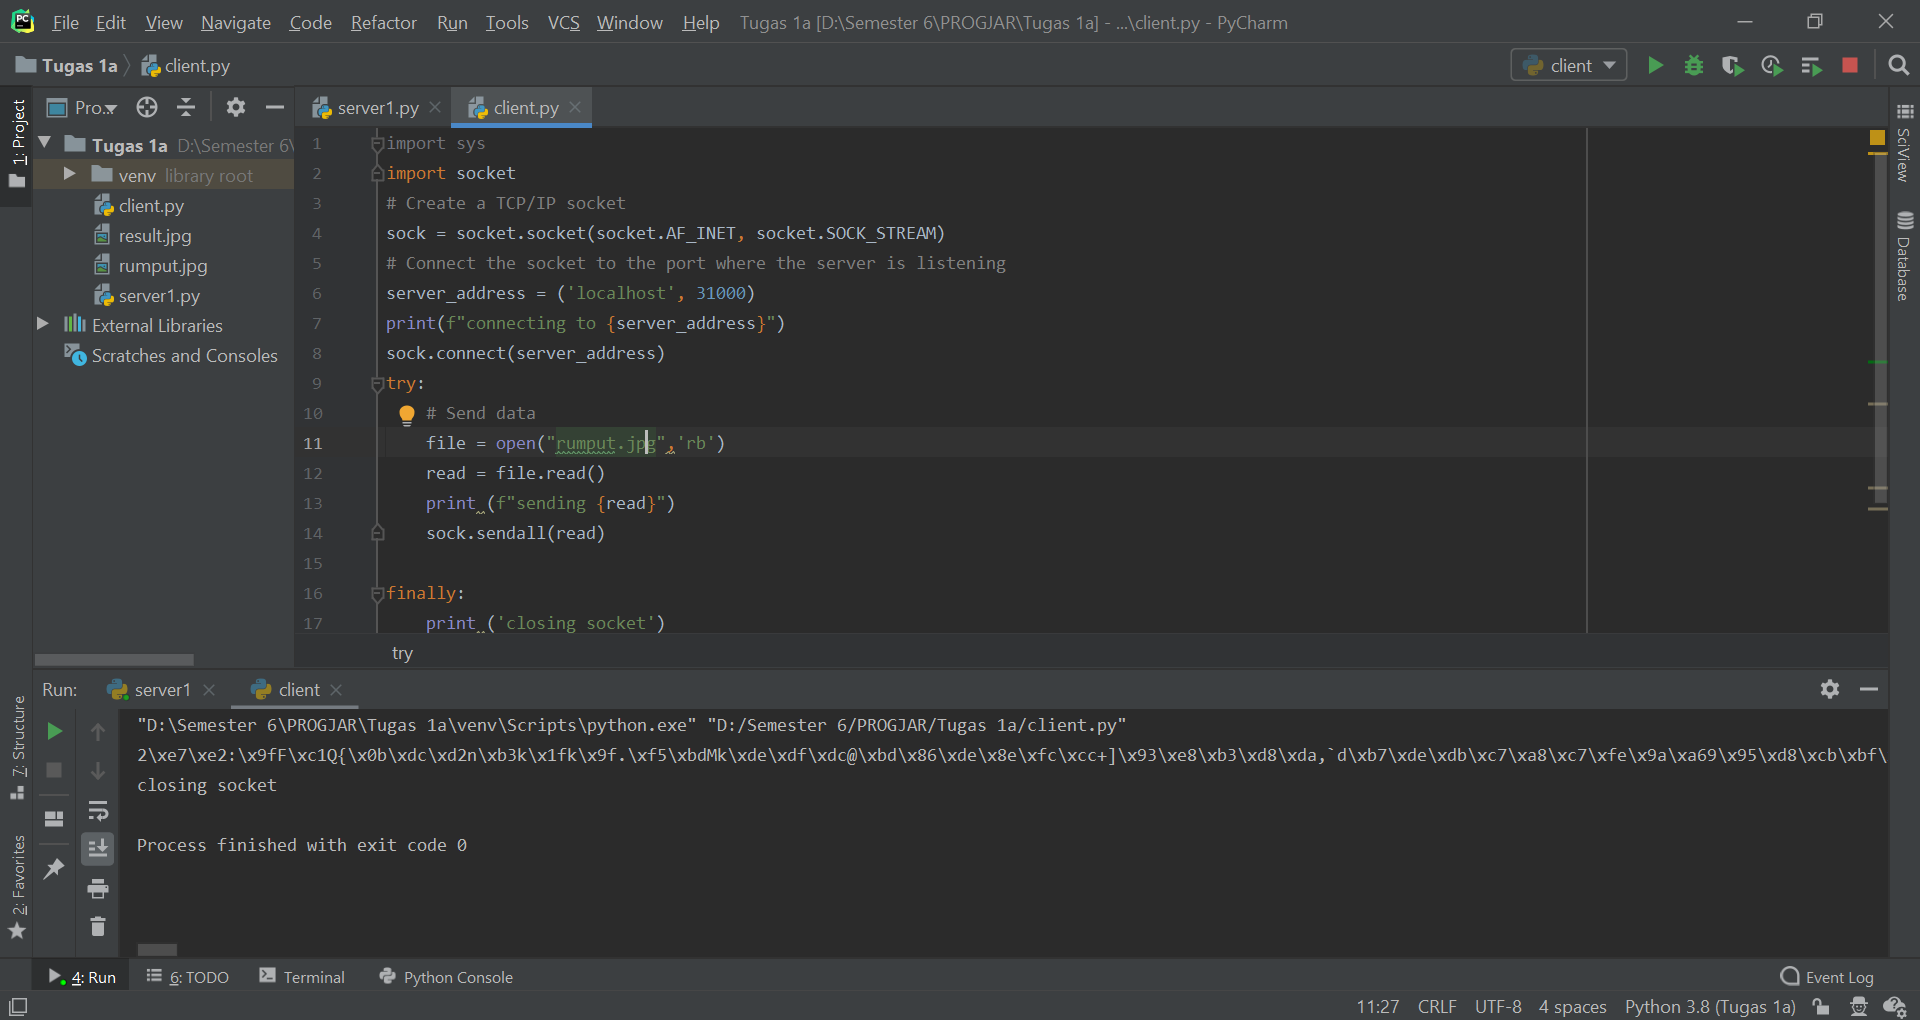 File Edit View Navigate Code Refactor Run Tools VCS Window Help Tugas 1a [D:\Semester 6\PROGJAR\Tugas 1a] - ...\client.py - PyCharm
Tugas 1a client.py client
1: Project
Pro...
server1.py client.py
Tugas 1a D:\Semester 6\
venv library root
client.py
result.jpg
rumput.jpg
server1.py
External Libraries
Scratches and Consoles
1 import sys
2 import socket
3 # Create a TCP/IP socket
4 sock = socket.socket(socket.AF_INET, socket.SOCK_STREAM)
5 # Connect the socket to the port where the server is listening
6 server_address = ('localhost', 31000)
7 print(f"connecting to {server_address}")
8 sock.connect(server_address)
9 try:
10 # Send data
11 file = open("rumput.jpg",'rb')
12 read = file.read()
13 print (f"sending {read}")
14 sock.sendall(read)
15
16 finally:
17 print ('closing socket')
try
SciView
Database
Run: server1 client
7: Structure
2: Favorites
"D:\Semester 6\PROGJAR\Tugas 1a\venv\Scripts\python.exe" "D:/Semester 6/PROGJAR/Tugas 1a/client.py"
2\xe7\xe2:\x9fF\xc1Q{\x0b\xdc\xd2n\xb3k\x1fk\x9f.\xf5\xbdMk\xde\xdf\xdc@\xbd\x86\xde\x8e\xfc\xcc+]\x93\xe8\xb3\xd8\xda,`d\xb7\xde\xdb\xc7\xa8\xc7\xfe\x9a\xa69\x95\xd8\xcb\xbf\
closing socket
Process finished with exit code 0
4: Run 6: TODO Terminal Python Console Event Log
11:27 CRLF UTF-8 4 spaces Python 3.8 (Tugas 1a)